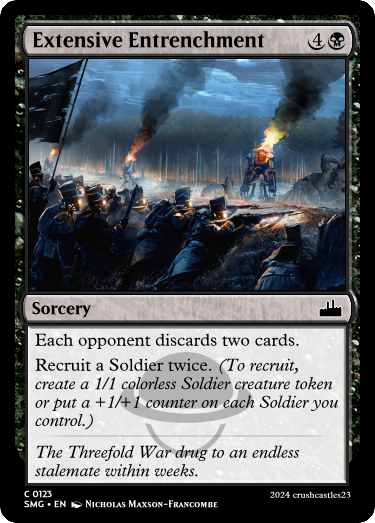 Extensive Entrenchment 4
Sorcery
Each opponent discards two cards.
Recruit a Soldier twice. (To recruit,
create a 1/1 colorless Soldier creature token
or put a +1/+1 counter on each Soldier you
control.)
The Threefold War drug to an endless
stalemate within weeks.
C 0123
SMG • EN Nicholas Maxson-Francombe
2024 crushcastles23